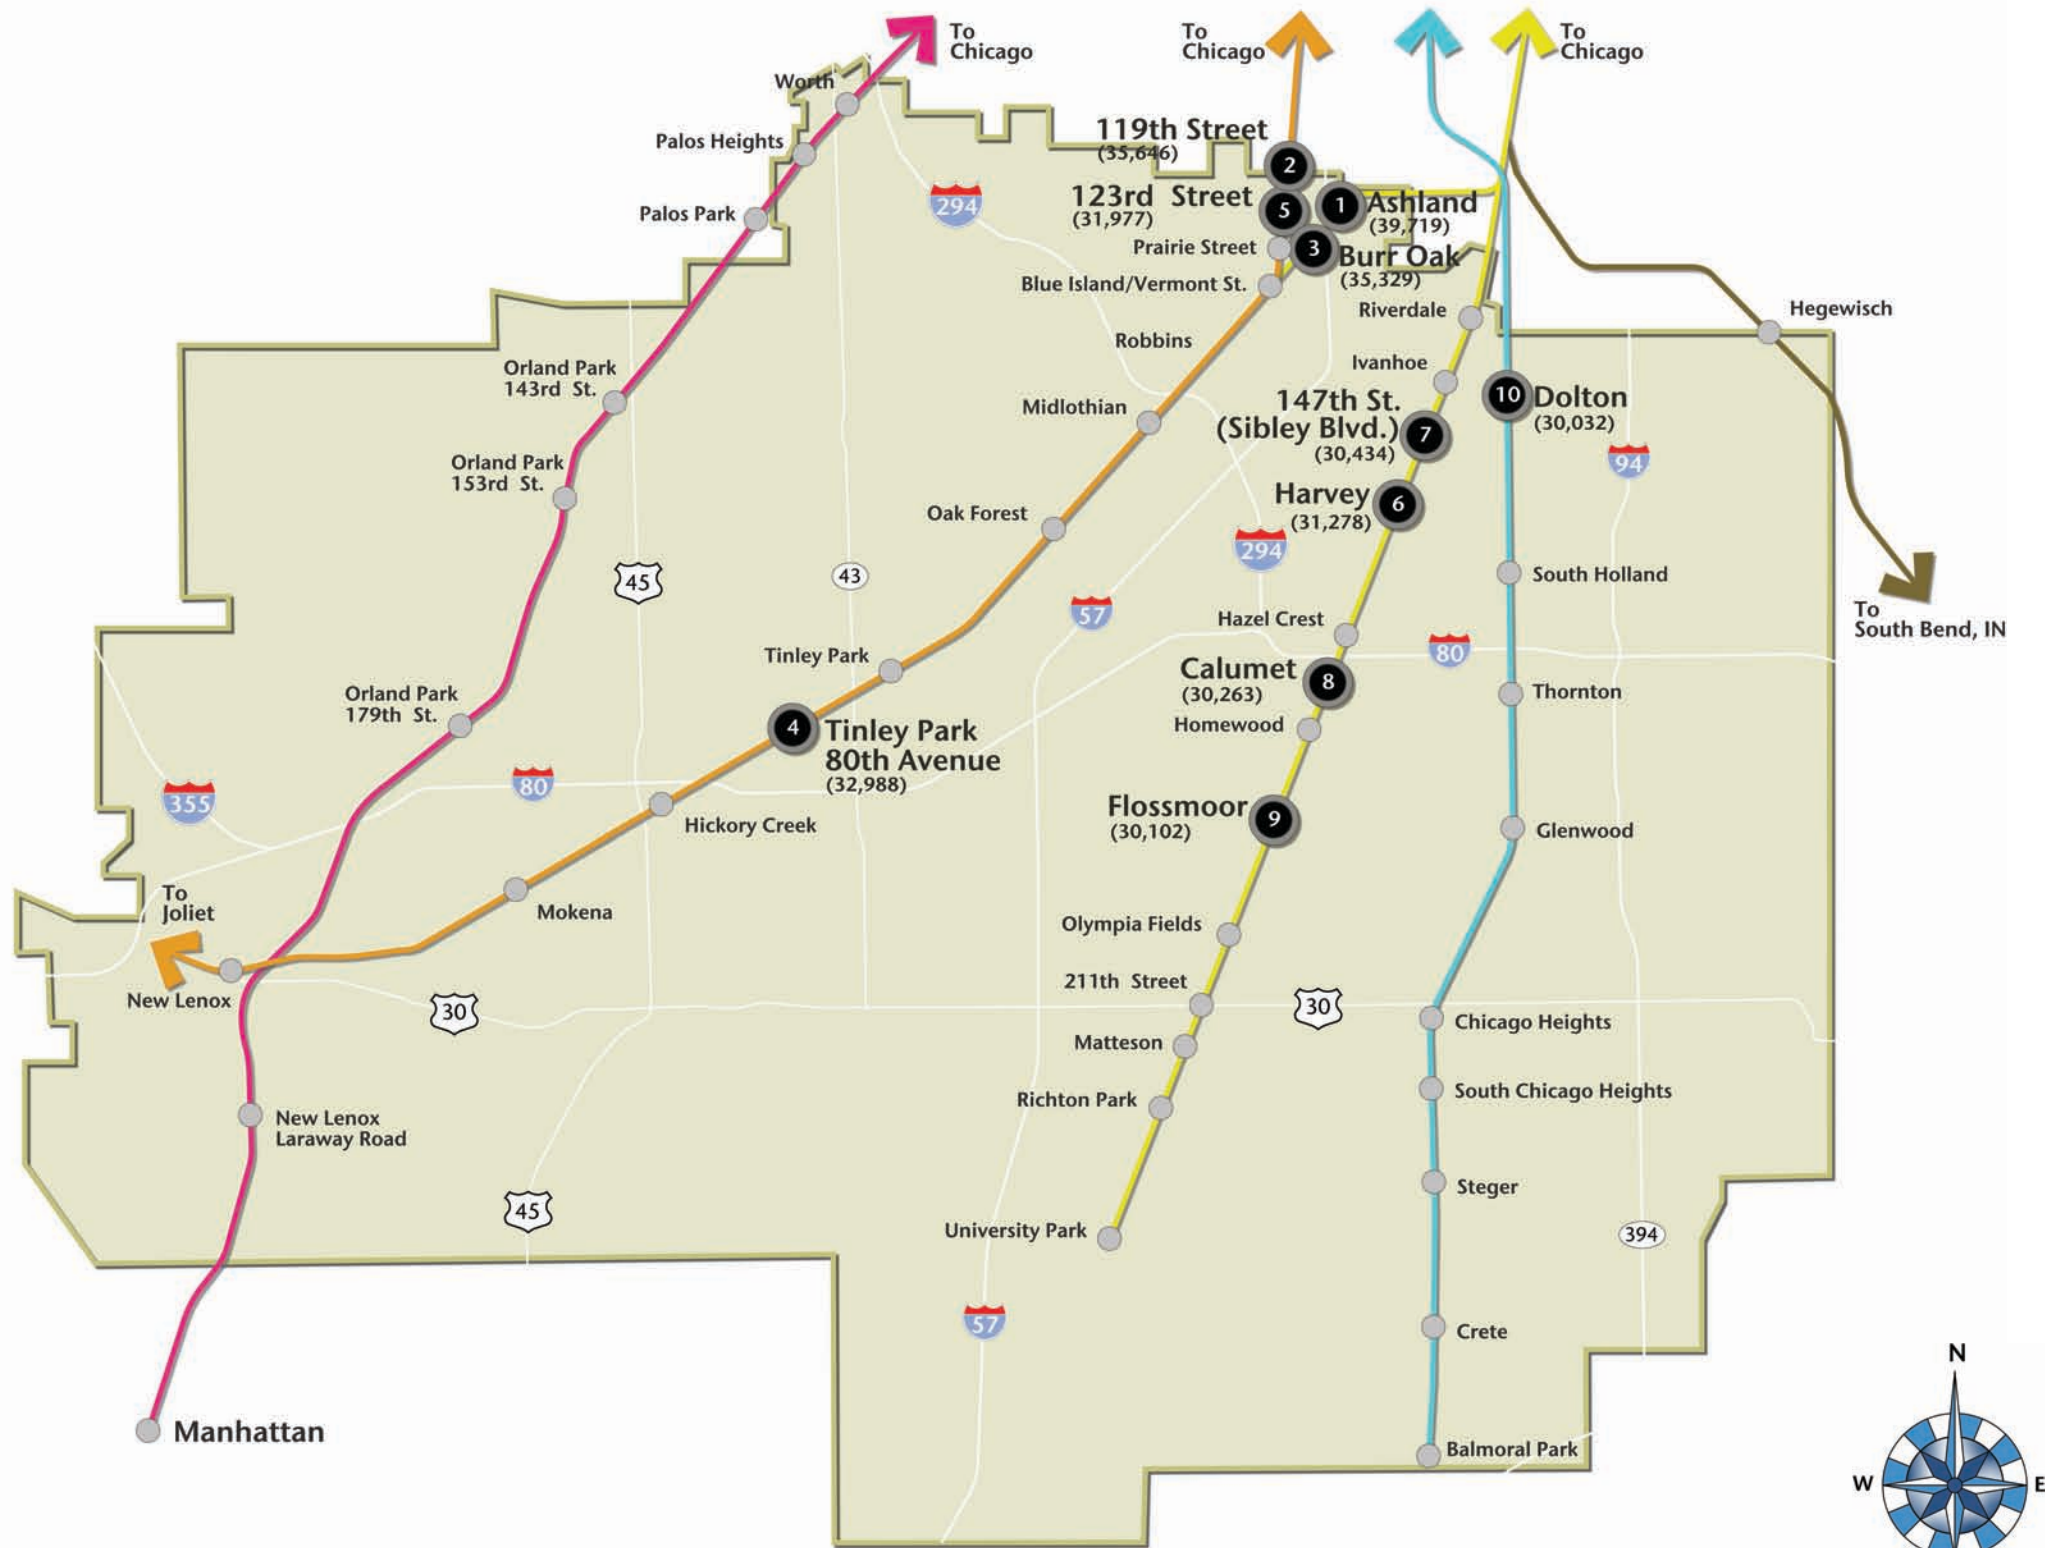 To
Chicago
To
Chicago
To
Chicago
Worth
119th Street
(35,646)
Palos Heights
2
123rd Street
(31,977)
5
1
Ashland
(39,719)
294
Palos Park
Prairie Street
3
Burr Oak
(35,329)
Blue Island/Vermont St.
Riverdale
Hegewisch
Robbins
Ivanhoe
Orland Park
143rd St.
147th St.
(Sibley Blvd.)
(30,434)
7
10
Dolton
(30,032)
Midlothian
Orland Park
153rd St.
94
Harvey
(31,278)
6
Oak Forest
294
45
43
South Holland
57
To
South Bend, IN
Hazel Crest
80
Tinley Park
Calumet
(30,263)
8
Orland Park
179th St.
Thornton
4
Tinley Park
80th Avenue
(32,988)
Homewood
355
80
Flossmoor
(30,102)
9
Hickory Creek
Glenwood
To
Joliet
Mokena
Olympia Fields
New Lenox
211th Street
30
30
Chicago Heights
Matteson
South Chicago Heights
Richton Park
New Lenox
Laraway Road
Steger
45
University Park
394
57
Crete
Manhattan
Balmoral Park
N
W
E